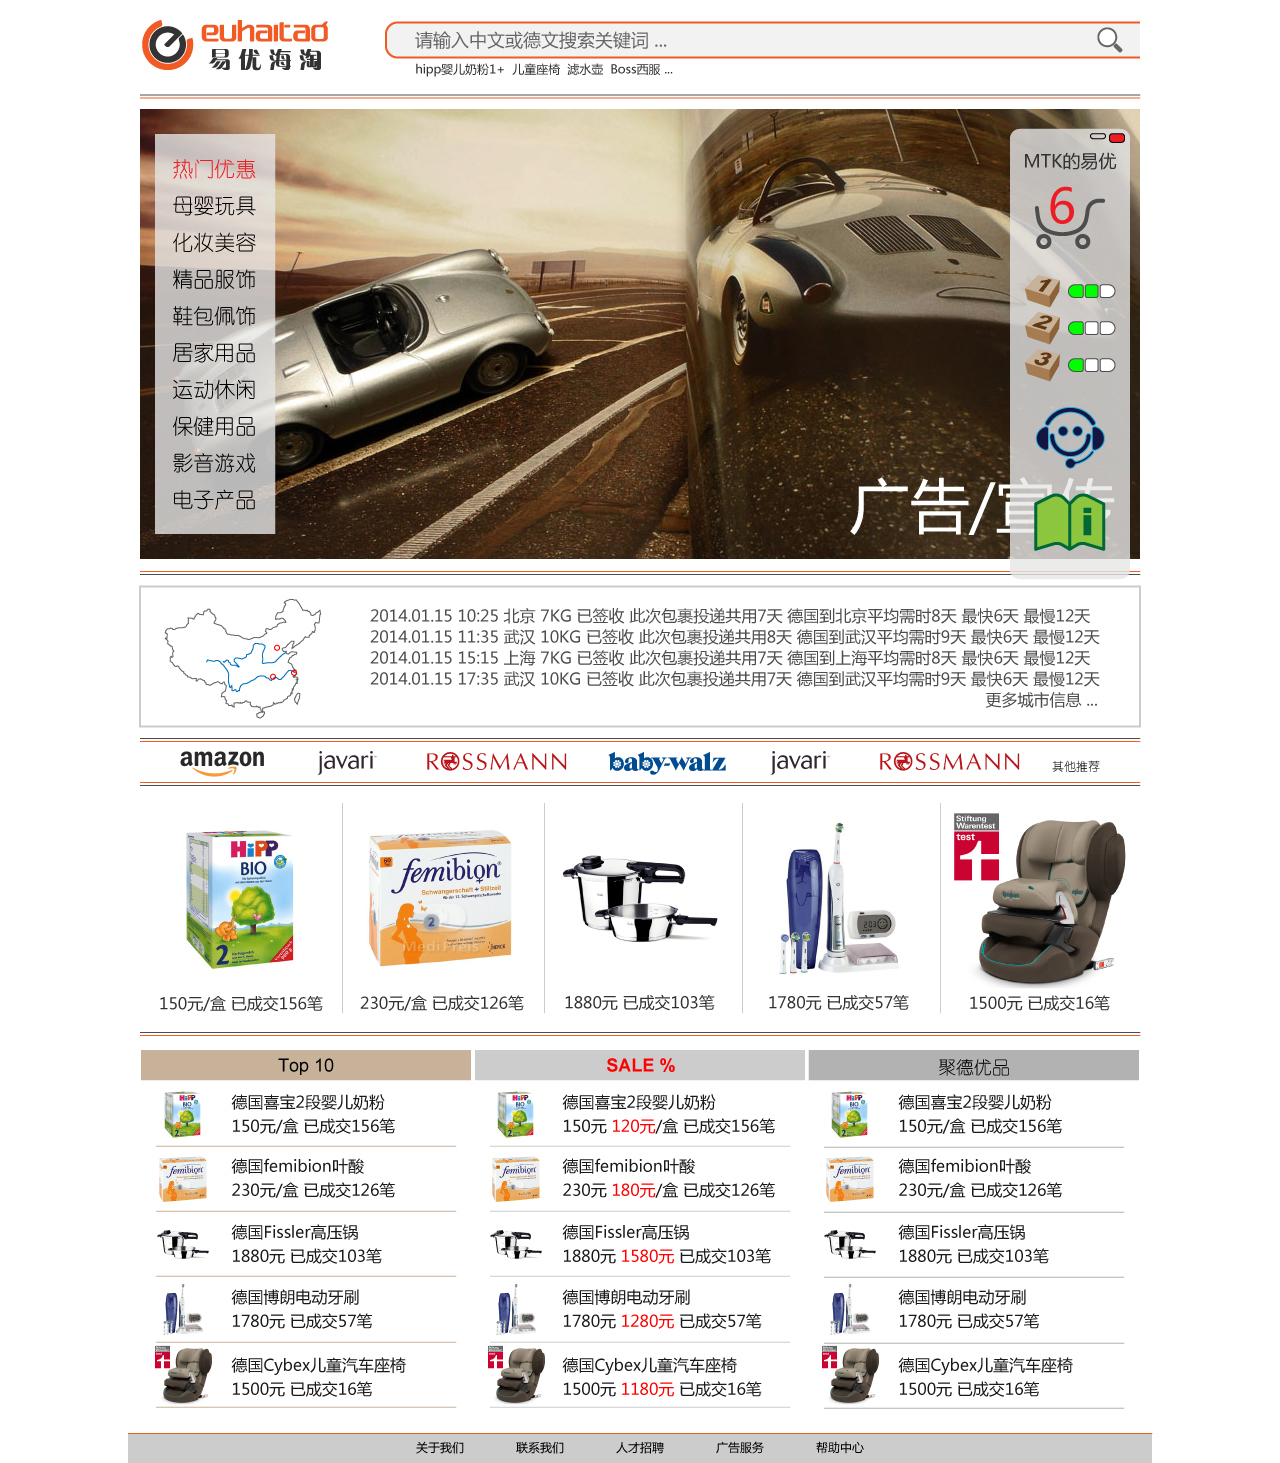 euhaitao
易优海淘
请输入中文或德文搜索关键词 ...
hipp婴儿奶粉1+ 儿童座椅 滤水壶 Boss西服 ...
热门优惠
母婴玩具
化妆美容
精品服饰
鞋包佩饰
居家用品
运动休闲
保健用品
影音游戏
电子产品
MTK的易优
6
1
2
3
i
广告/宣传
2014.01.15 10:25 北京 7KG 已签收 此次包裹投递共用7天 德国到北京平均需时8天 最快6天 最慢12天
2014.01.15 11:35 武汉 10KG 已签收 此次包裹投递共用8天 德国到武汉平均需时9天 最快6天 最慢12天
2014.01.15 15:15 上海 7KG 已签收 此次包裹投递共用7天 德国到上海平均需时8天 最快6天 最慢12天
2014.01.15 17:35 武汉 10KG 已签收 此次包裹投递共用7天 德国到武汉平均需时9天 最快6天 最慢12天
更多城市信息 ...
amazon javari ROSSMANN baby-walz javari ROSSMANN 其他推荐
HiPP
BIO
2
femibion
Schwangerschaft + Stillzeit
2
MediPreis
Stiftung
Warentest
test
150元/盒 已成交156笔
230元/盒 已成交126笔
1880元 已成交103笔
1780元 已成交57笔
1500元 已成交16笔
Top 10
德国喜宝2段婴儿奶粉
150元/盒 已成交156笔
德国femibion叶酸
230元/盒 已成交126笔
德国Fissler高压锅
1880元 已成交103笔
德国博朗电动牙刷
1780元 已成交57笔
德国Cybex儿童汽车座椅
1500元 已成交16笔
SALE %
德国喜宝2段婴儿奶粉
150元 120元/盒 已成交156笔
德国femibion叶酸
230元 180元/盒 已成交126笔
德国Fissler高压锅
1880元 1580元 已成交103笔
德国博朗电动牙刷
1780元 1280元 已成交57笔
德国Cybex儿童汽车座椅
1500元 1180元 已成交16笔
聚德优品
德国喜宝2段婴儿奶粉
150元/盒 已成交156笔
德国femibion叶酸
230元/盒 已成交126笔
德国Fissler高压锅
1880元 已成交103笔
德国博朗电动牙刷
1780元 已成交57笔
德国Cybex儿童汽车座椅
1500元 已成交16笔
关于我们 联系我们 人才招聘 广告服务 帮助中心